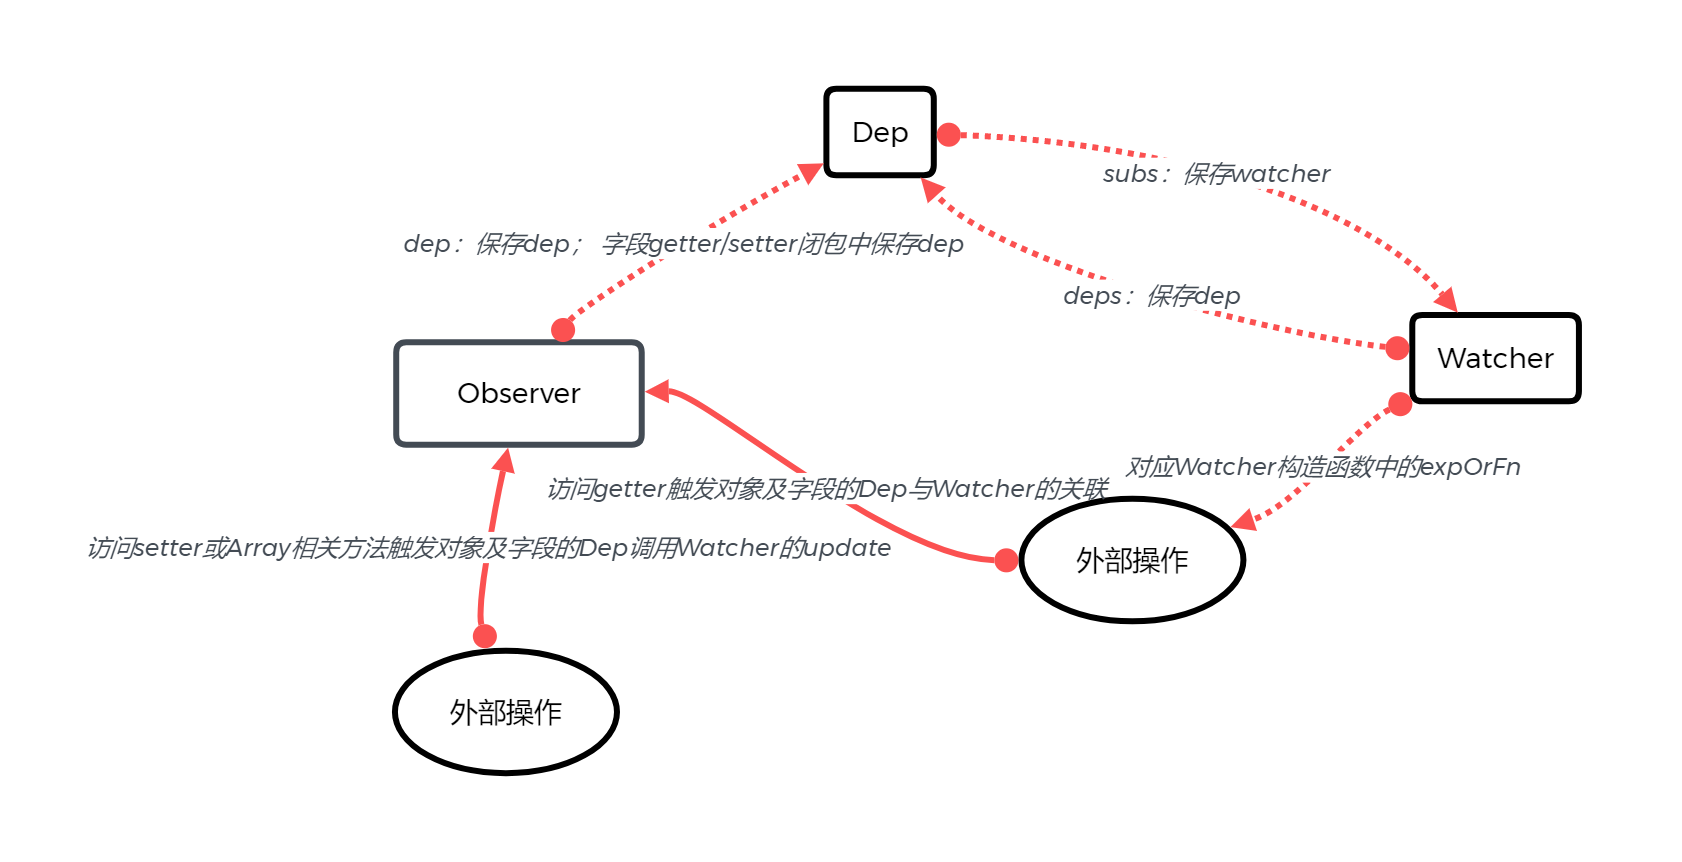 Dep
subs：保存watcher
dep：保存dep； 字段getter/setter闭包中保存dep
deps：保存dep
Watcher
Observer
对应Watcher构造函数中的expOrFn
访问getter触发对象及字段的Dep与Watcher的关联
访问setter或Array相关方法触发对象及字段的Dep调用Watcher的update
外部操作
外部操作